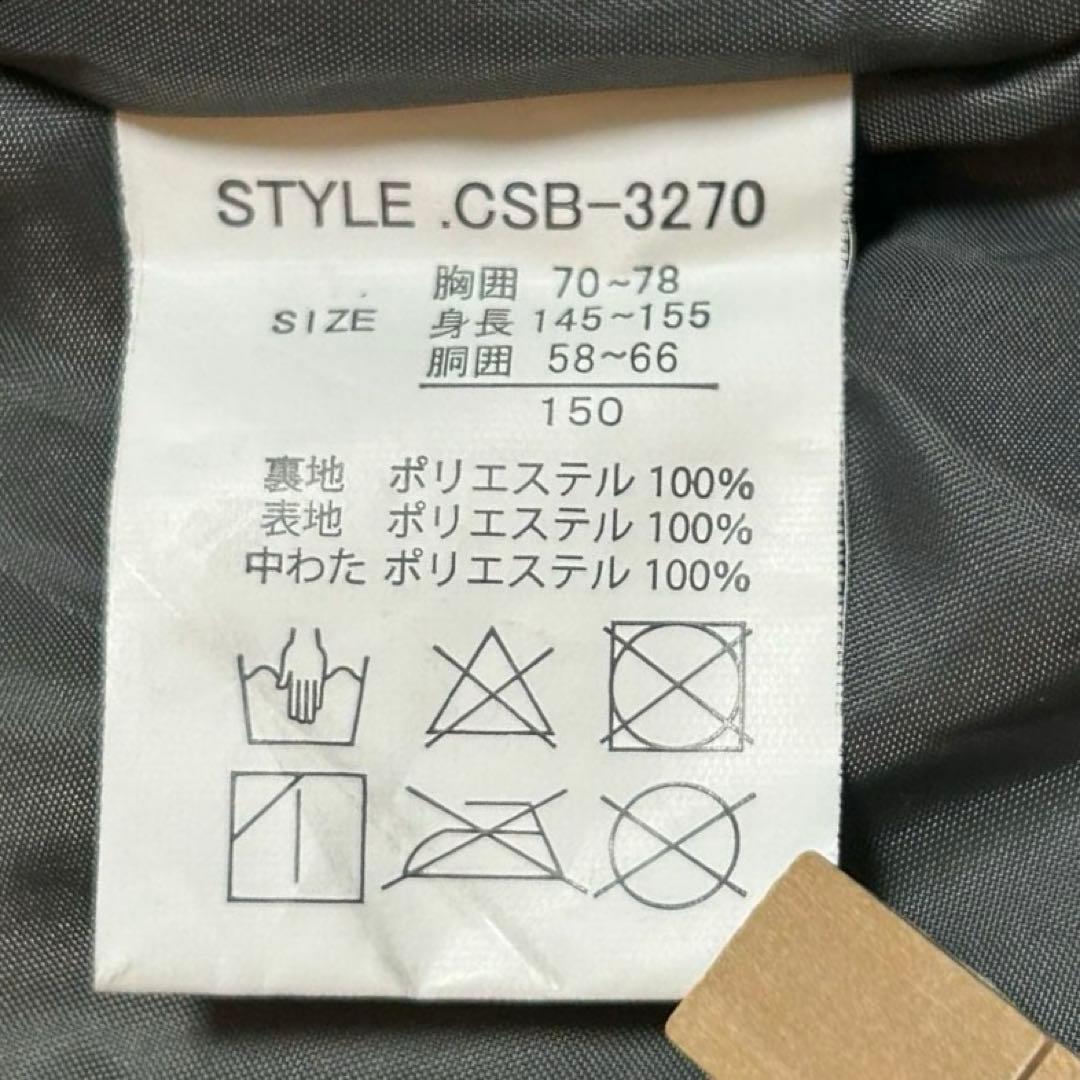 STYLE .CSB-3270
胸囲 70~78
SIZE 身長 145~155
胴囲 58~66
150
裏地 ポリエステル 100%
表地 ポリエステル 100%
中わた ポリエステル 100%